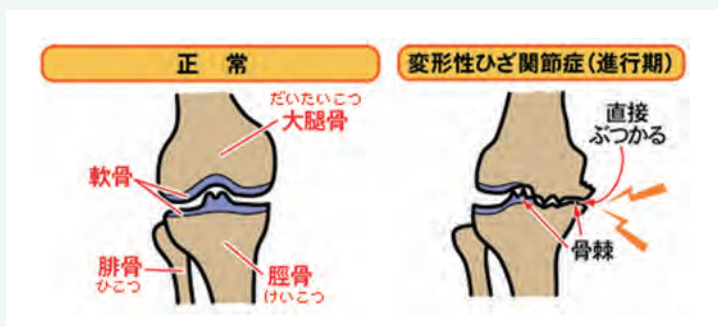 正常
だいたいこつ
大腿骨
軟骨
腓骨
ひこつ
脛骨
けいこつ
変形性ひざ関節症(進行期)
直接
ぶつかる
骨棘